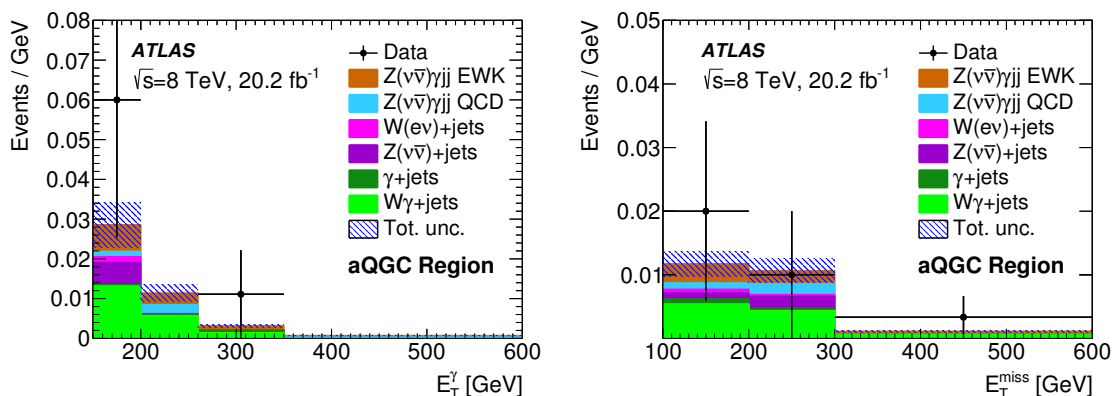 Events / GeV
0.08
0.06
0.05
0.04
0.03
0.02
0.01
0
ATLAS
√s=8 TeV, 20.2 fb⁻¹
Data
Z(νν̅)γjj EWK
Z(νν̅)γjj QCD
W(eν)+jets
Z(νν̅)+jets
γ+jets
Wγ+jets
Tot. unc.
aQGC Region
200 300 400 500 600
E_T^γ [GeV]
Events / GeV
0.05
0.04
0.03
0.02
0.01
ATLAS
√s=8 TeV, 20.2 fb⁻¹
Data
Z(νν̅)γjj EWK
Z(νν̅)γjj QCD
W(eν)+jets
Z(νν̅)+jets
γ+jets
Wγ+jets
Tot. unc.
aQGC Region
100 200 300 400 500 600
E_T^miss [GeV]